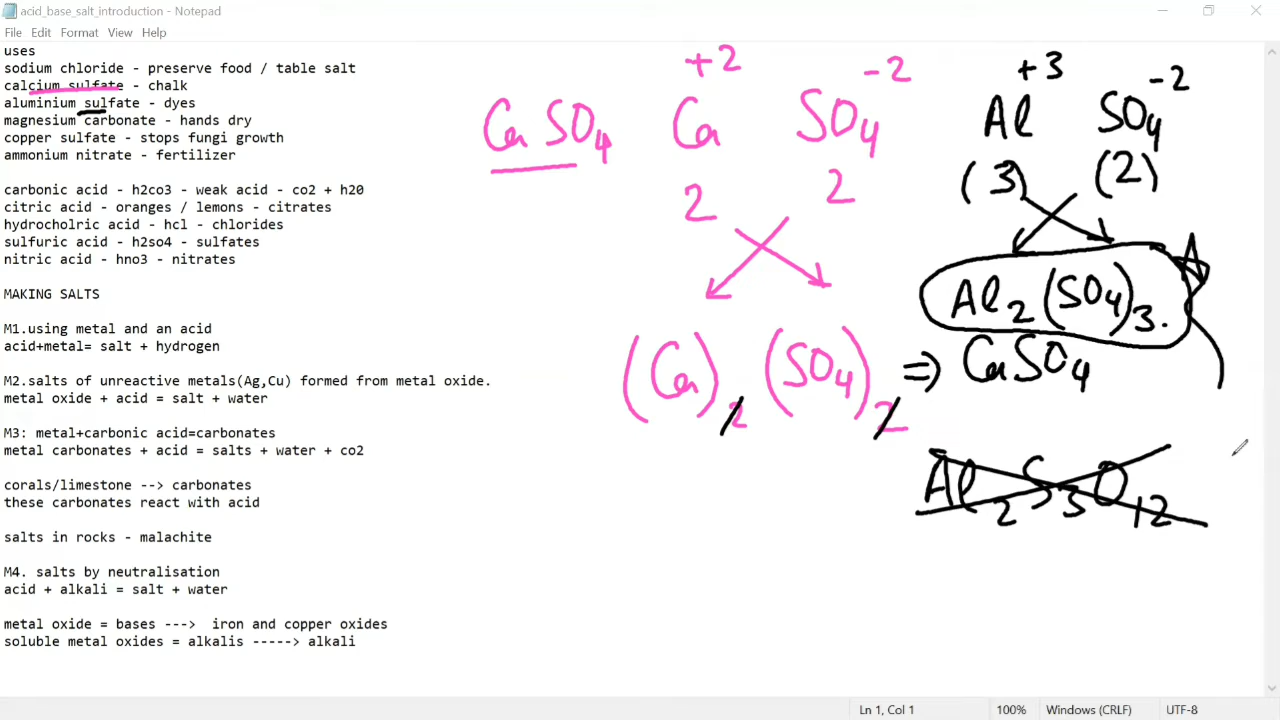 acid_base_salt_introduction - Notepad
File Edit Format View Help
uses
sodium chloride - preserve food / table salt
calcium sulfate - chalk
aluminium sulfate - dyes
magnesium carbonate - hands dry
copper sulfate - stops fungi growth
ammonium nitrate - fertilizer
carbonic acid - h2co3 - weak acid - co2 + h20
citric acid - oranges / lemons - citrates
hydrocholric acid - hcl - chlorides
sulfuric acid - h2so4 - sulfates
nitric acid - hno3 - nitrates
MAKING SALTS
M1.using metal and an acid
acid+metal= salt + hydrogen
M2.salts of unreactive metals(Ag,Cu) formed from metal oxide.
metal oxide + acid = salt + water
M3: metal+carbonic acid=carbonates
metal carbonates + acid = salts + water + co2
corals/limestone --> carbonates
these carbonates react with acid
salts in rocks - malachite
M4. salts by neutralisation
acid + alkali = salt + water
metal oxide = bases ---> iron and copper oxides
soluble metal oxides = alkalis -----> alkali
+2 -2
CaSO4 Ca SO4
2 2
(Ca)2 (SO4)2 => CaSO4
+3 -2
Al SO4
(3) (2)
Al2(SO4)3.
Al2S3O12
Ln 1, Col 1 100% Windows (CRLF) UTF-8